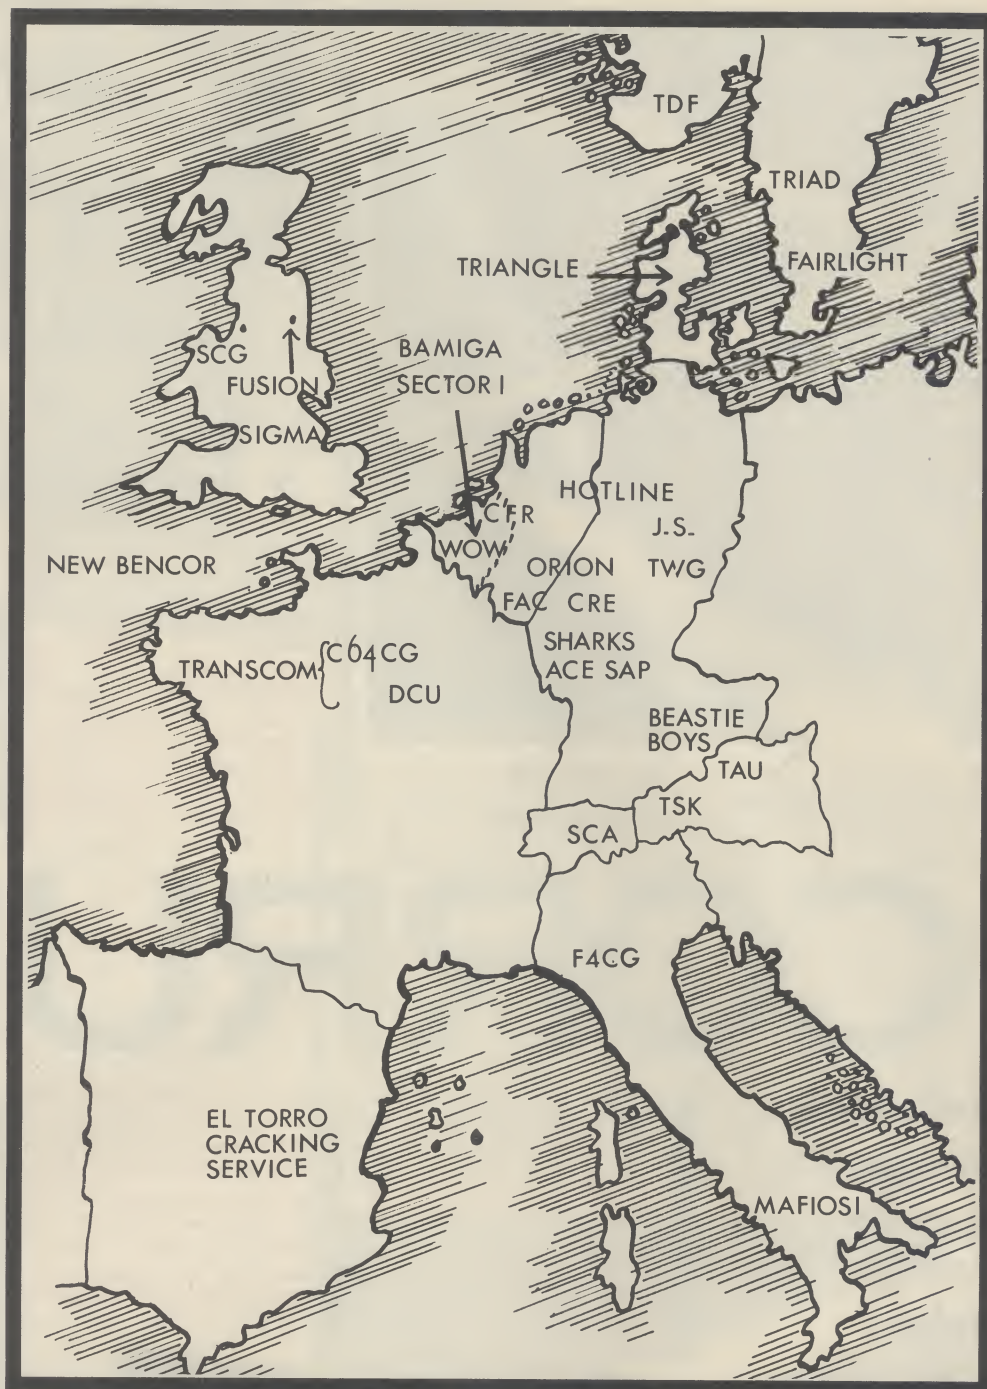 TDF
TRIAD
TRIANGLE
FAIRLIGHT
SCG
FUSION
SIGMA
BAMIGA
SECTOR I
HOTLINE
CFR
J.S.
WOW
NEW BENCOR
ORION
TWG
FAC CRE
SHARKS
ACE SAP
TRANSCOM
C64CG
DCU
BEASTIE
BOYS
TAU
TSK
SCA
F4CG
EL TORRO
CRACKING
SERVICE
MAFIOSI